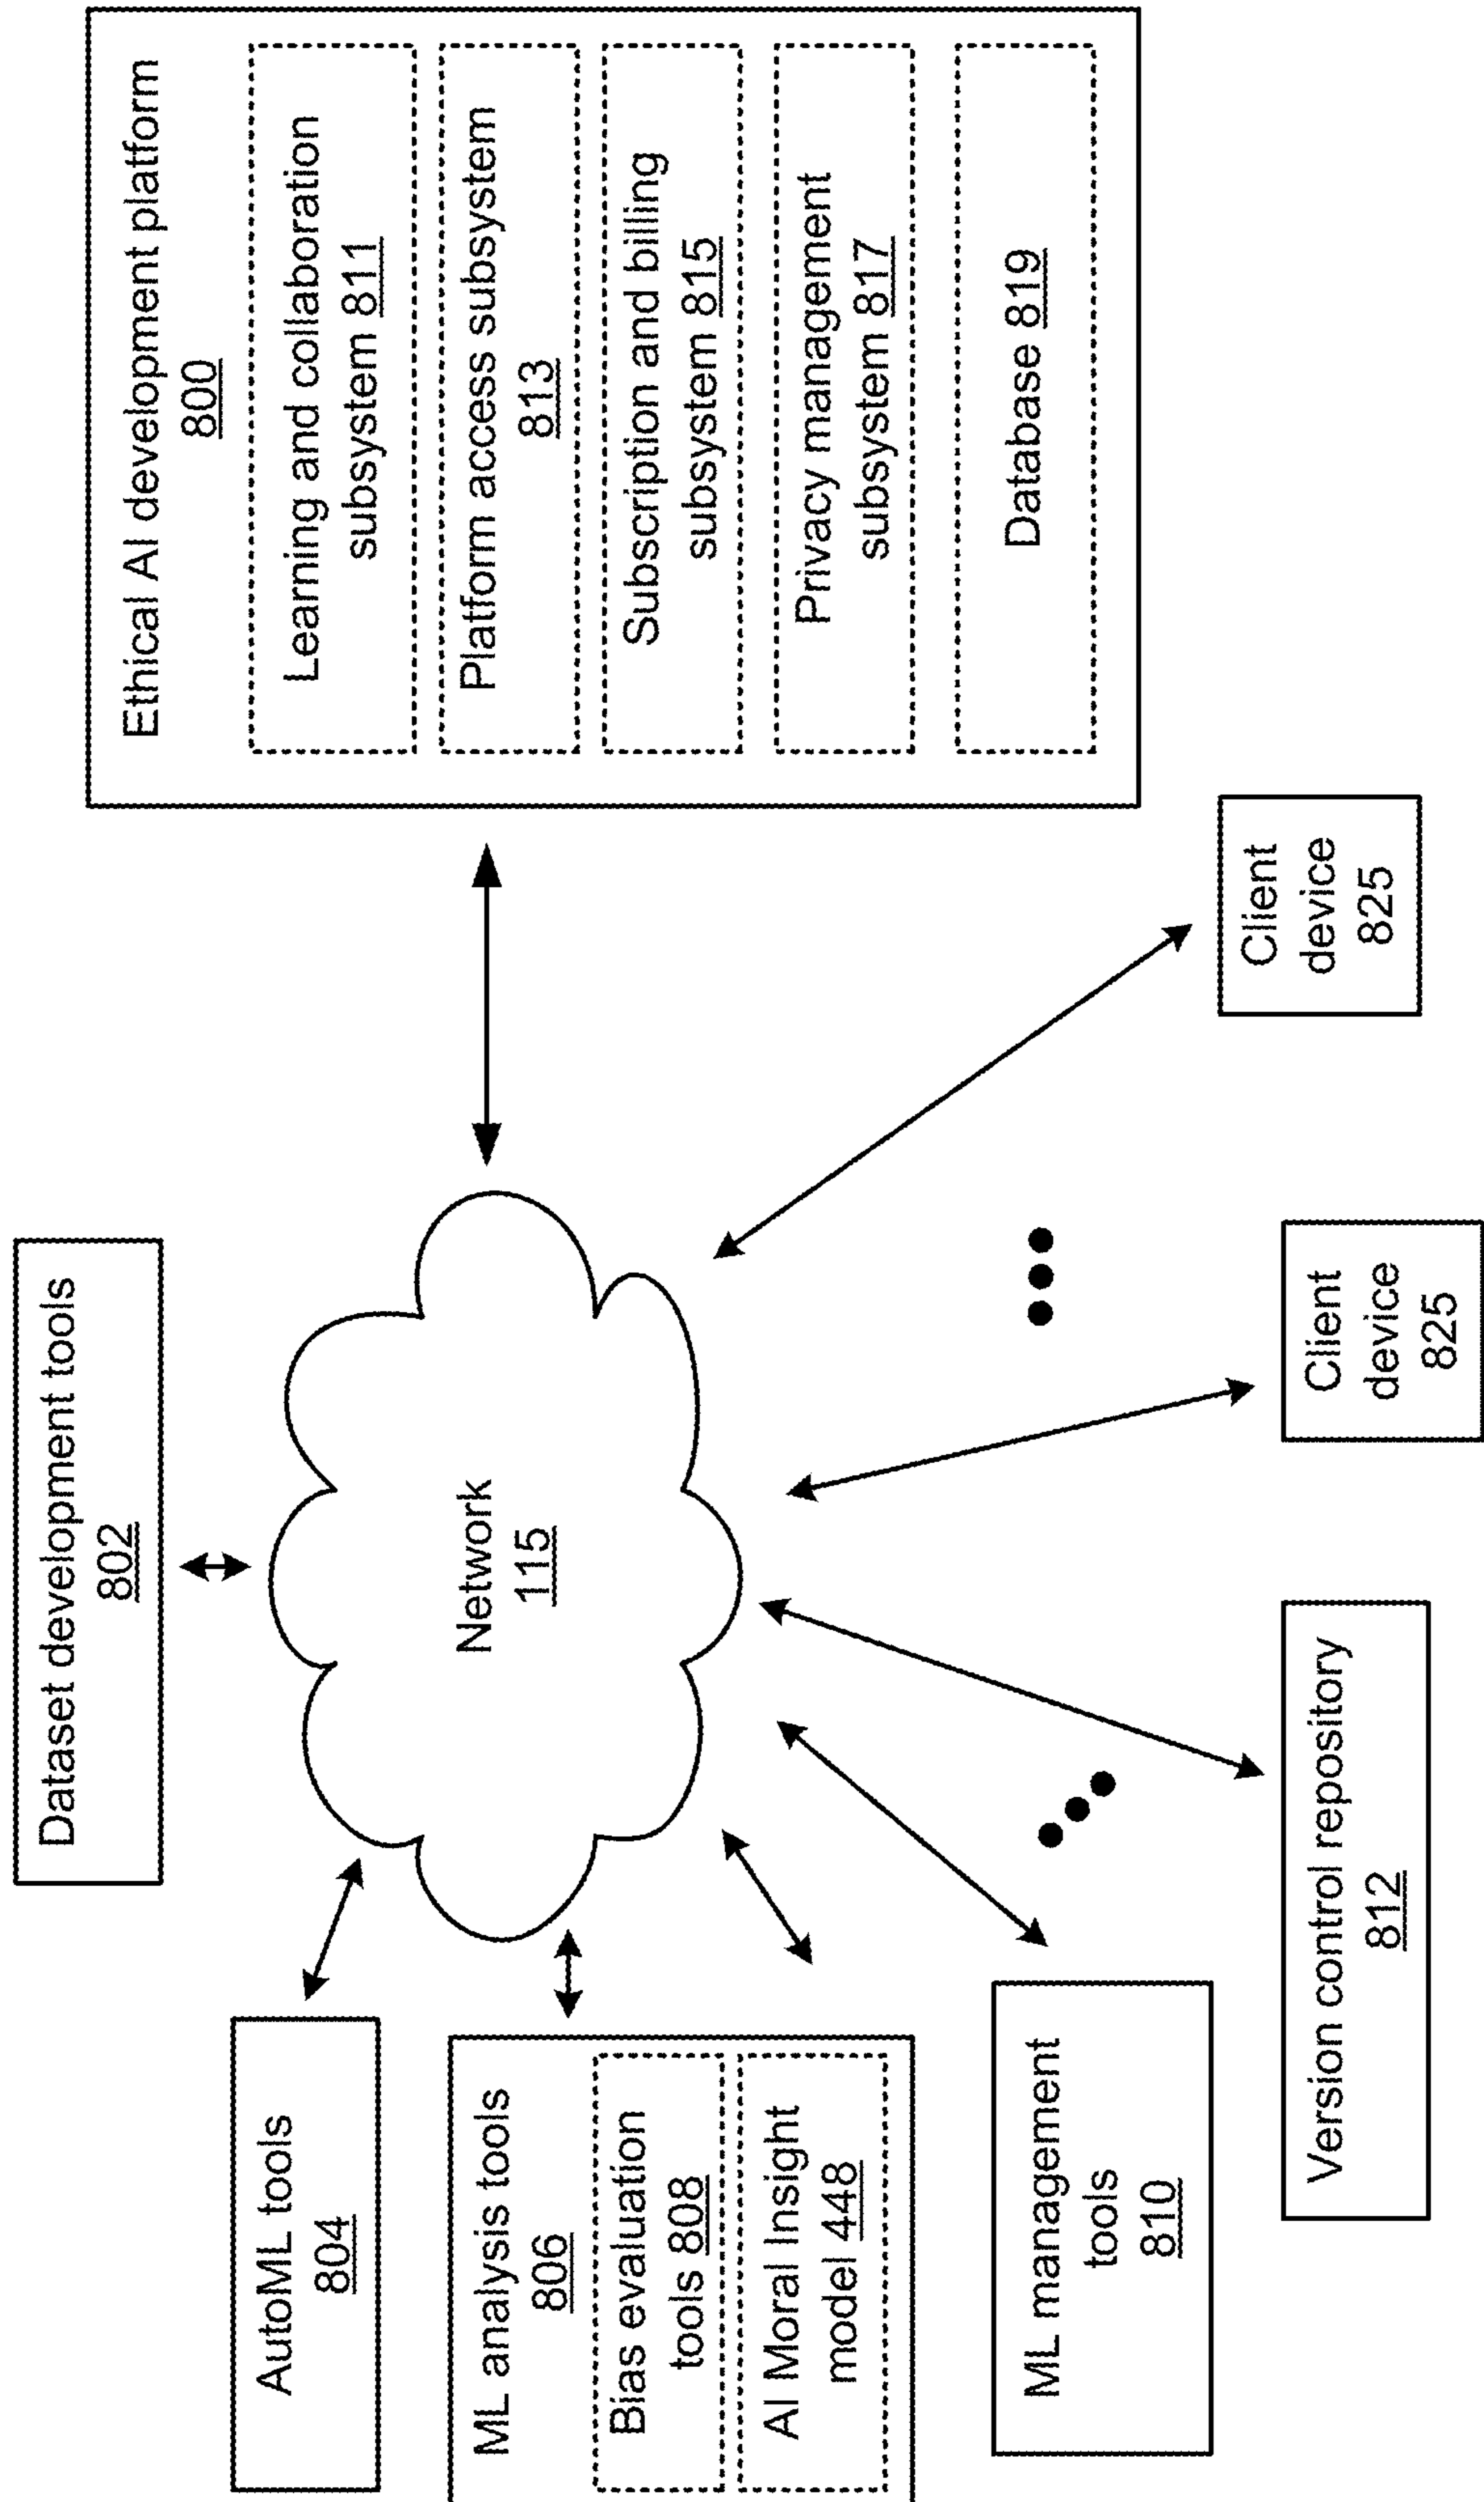 Dataset development tools
802
AutoML tools
804
ML analysis tools
806
Bias evaluation
tools 808
AI Moral Insight
model 448
ML management
tools
810
Version control repository
812
Network
115
Client
device
825
Client
device
825
Ethical AI development platform
800
Learning and collaboration
subsystem 811
Platform access subsystem
813
Subscription and billing
subsystem 815
Privacy management
subsystem 817
Database 819